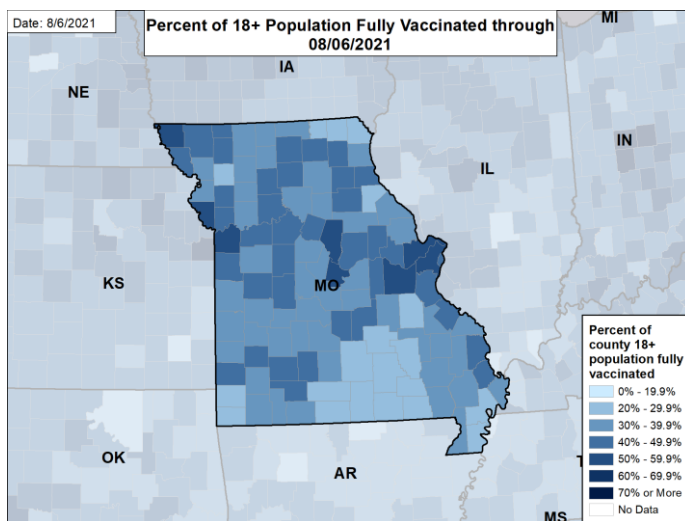 Date: 8/6/2021
Percent of 18+ Population Fully Vaccinated through
08/06/2021
MI
IA
NE
IN
IL
KS
MO
OK
AR
MS
Percent of
county 18+
population fully
vaccinated
0% - 19.9%
20% - 29.9%
30% - 39.9%
40% - 49.9%
50% - 59.9%
60% - 69.9%
70% or More
No Data